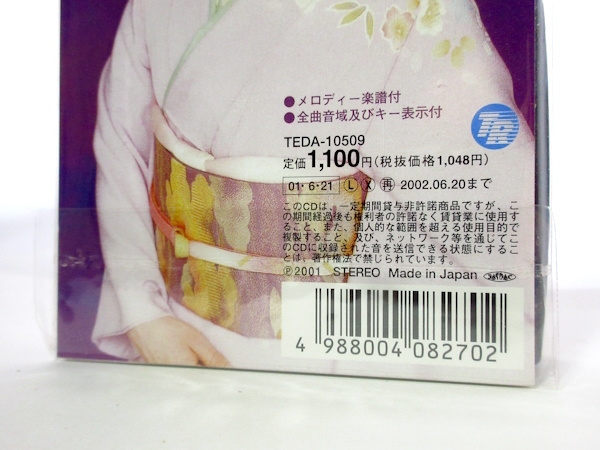 ●メロディー楽譜付
●全曲音域及びキー表示付
TEDA-10509
定価1,100円(税抜価格1,048円)
01・6・21 Ⓛ Ⓧ ㊢ 2002.06.20まで
このCDは、一定期間貸与非許諾商品ですが、こ
の期間経過後も権利者の許諾なく賃貸業に使用す
ること、また、個人的な範囲を超える使用目的で
複製すること、及び、ネットワーク等を通じてこ
のCDに収録された音を送信できる状態にするこ
とは、著作権法で禁じられています。
Ⓟ2001 STEREO Made in Japan
4 988004 082702